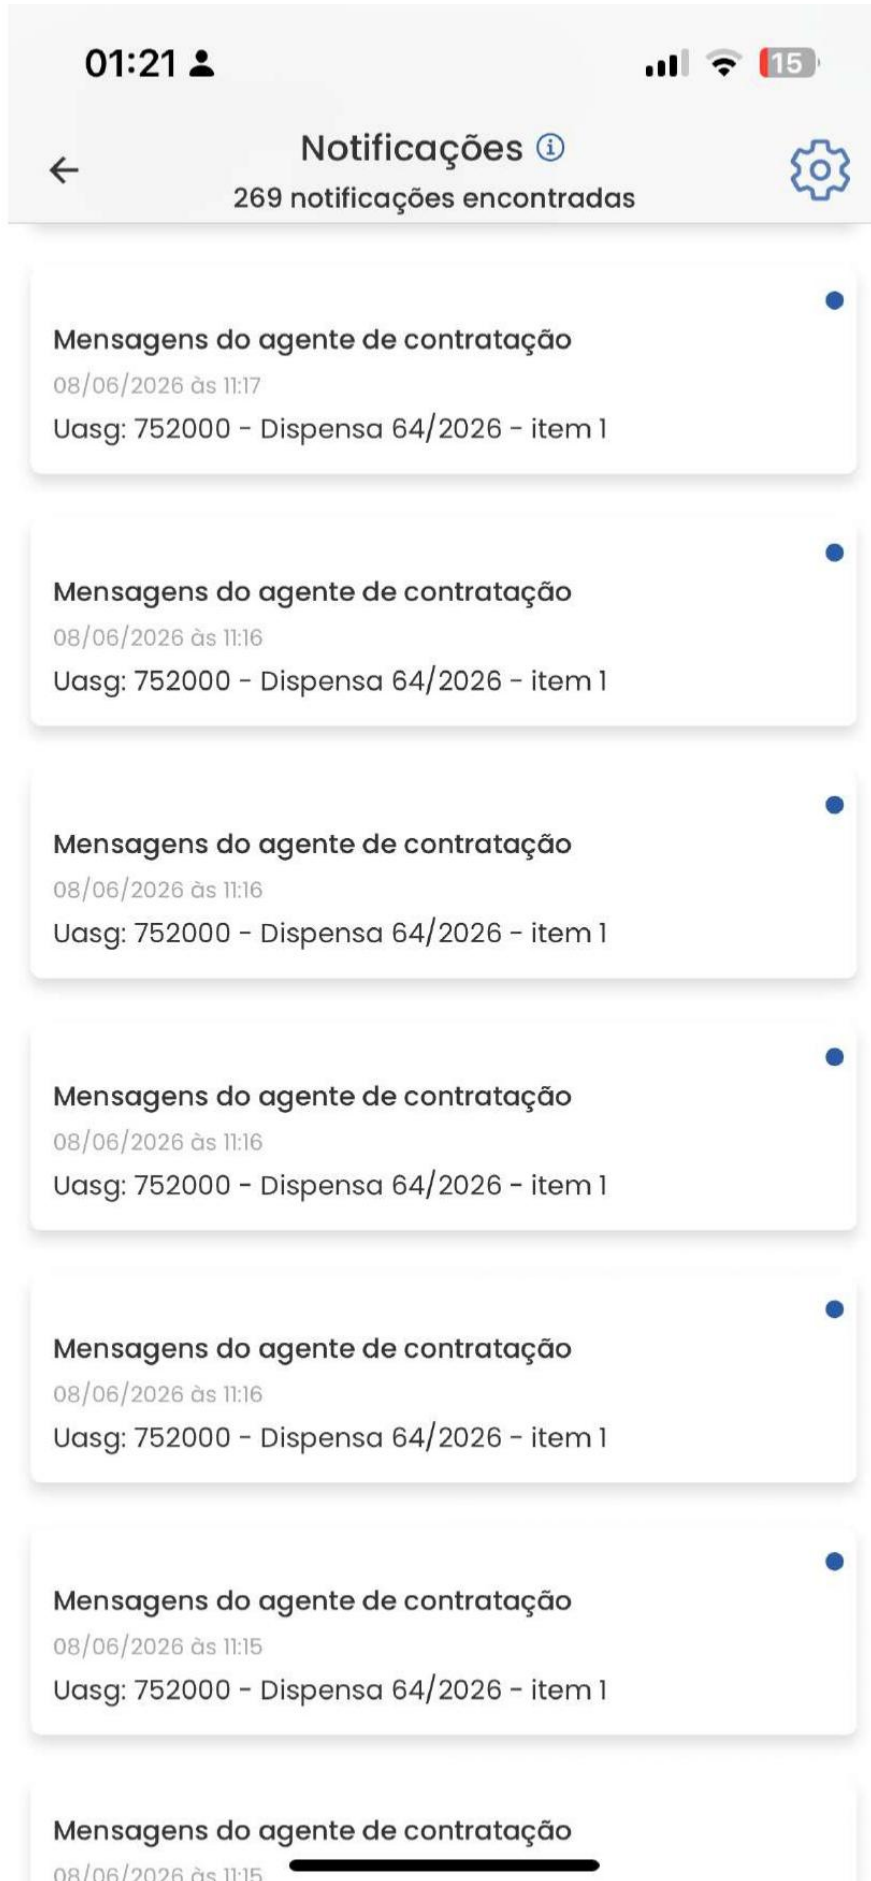 01:21
15
Notificações
269 notificações encontradas
Mensagens do agente de contratação
08/06/2026 às 11:17
Uasg: 752000 - Dispensa 64/2026 - item 1
Mensagens do agente de contratação
08/06/2026 às 11:16
Uasg: 752000 - Dispensa 64/2026 - item 1
Mensagens do agente de contratação
08/06/2026 às 11:16
Uasg: 752000 - Dispensa 64/2026 - item 1
Mensagens do agente de contratação
08/06/2026 às 11:16
Uasg: 752000 - Dispensa 64/2026 - item 1
Mensagens do agente de contratação
08/06/2026 às 11:16
Uasg: 752000 - Dispensa 64/2026 - item 1
Mensagens do agente de contratação
08/06/2026 às 11:15
Uasg: 752000 - Dispensa 64/2026 - item 1
Mensagens do agente de contratação
08/06/2026 às 11:15